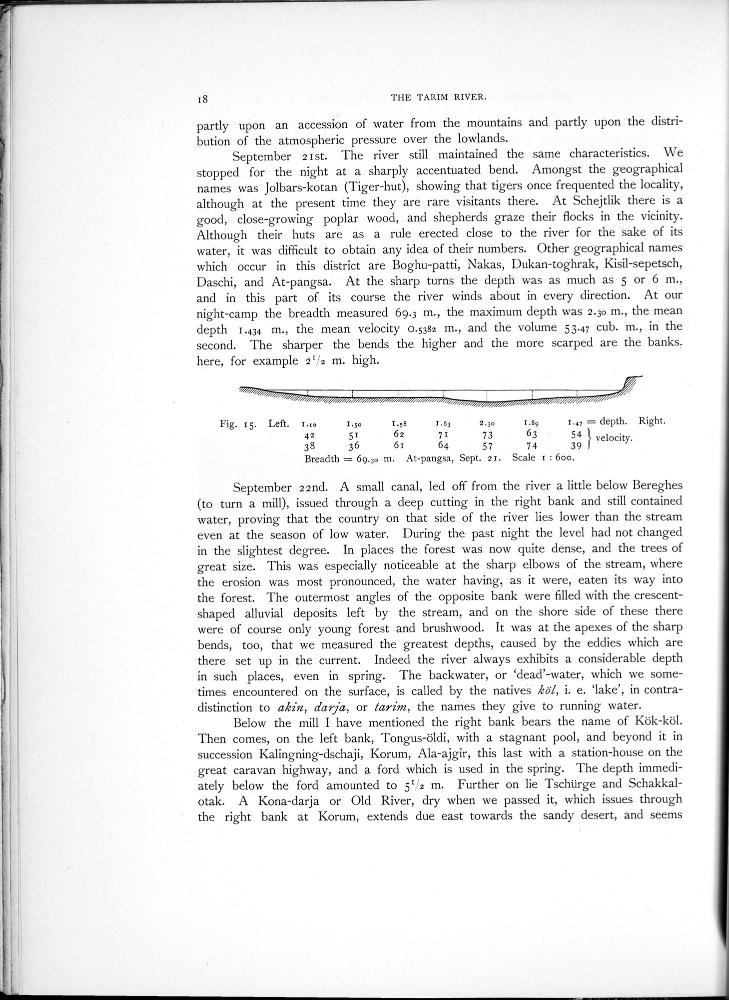 18
THE TARIM RIVER.
partly upon an accession of water from the mountains and partly upon the distri-
bution of the atmospheric pressure over the lowlands.
September 21st. The river still maintained the same characteristics. We
stopped for the night at a sharply accentuated bend. Amongst the geographical
names was Jolbars-kotan (Tiger-hut), showing that tigers once frequented the locality,
although at the present time they are rare visitants there. At Schejtlik there is a
good, close-growing poplar wood, and shepherds graze their flocks in the vicinity.
Although their huts are as a rule erected close to the river for the sake of its
water, it was difficult to obtain any idea of their numbers. Other geographical names
which occur in this district are Boghu-patti, Nakas, Dukan-toghrak, Kisil-sepetsch,
Daschi, and At-pangsa. At the sharp turns the depth was as much as 5 or 6 m.,
and in this part of its course the river winds about in every direction. At our
night-camp the breadth measured 69.3 m., the maximum depth was 2.30 m., the mean
depth 1.434 m., the mean velocity 0.5382 m., and the volume 53.47 cub. m., in the
second. The sharper the bends the higher and the more scarped are the banks.
here, for example 2 1/2 m. high.
Fig. 15. Left. 1.10 1.50 1.58 1.63 2.30 1.89 1.47 = depth. Right.
42 51 62 71 73 63 54 } velocity.
38 36 61 64 57 74 39
Breadth = 69.30 m. At-pangsa, Sept. 21. Scale 1 : 600.
September 22nd. A small canal, led off from the river a little below Bereghes
(to turn a mill), issued through a deep cutting in the right bank and still contained
water, proving that the country on that side of the river lies lower than the stream
even at the season of low water. During the past night the level had not changed
in the slightest degree. In places the forest was now quite dense, and the trees of
great size. This was especially noticeable at the sharp elbows of the stream, where
the erosion was most pronounced, the water having, as it were, eaten its way into
the forest. The outermost angles of the opposite bank were filled with the crescent-
shaped alluvial deposits left by the stream, and on the shore side of these there
were of course only young forest and brushwood. It was at the apexes of the sharp
bends, too, that we measured the greatest depths, caused by the eddies which are
there set up in the current. Indeed the river always exhibits a considerable depth
in such places, even in spring. The backwater, or ‘dead’-water, which we some-
times encountered on the surface, is called by the natives köl, i. e. ‘lake’, in contra-
distinction to akin, darja, or tarim, the names they give to running water.
Below the mill I have mentioned the right bank bears the name of Kök-köl.
Then comes, on the left bank, Tongus-öldi, with a stagnant pool, and beyond it in
succession Kalingning-dschaji, Korum, Ala-ajgir, this last with a station-house on the
great caravan highway, and a ford which is used in the spring. The depth immedi-
ately below the ford amounted to 5 1/2 m. Further on lie Tschürge and Schakkal-
otak. A Kona-darja or Old River, dry when we passed it, which issues through
the right bank at Korum, extends due east towards the sandy desert, and seems